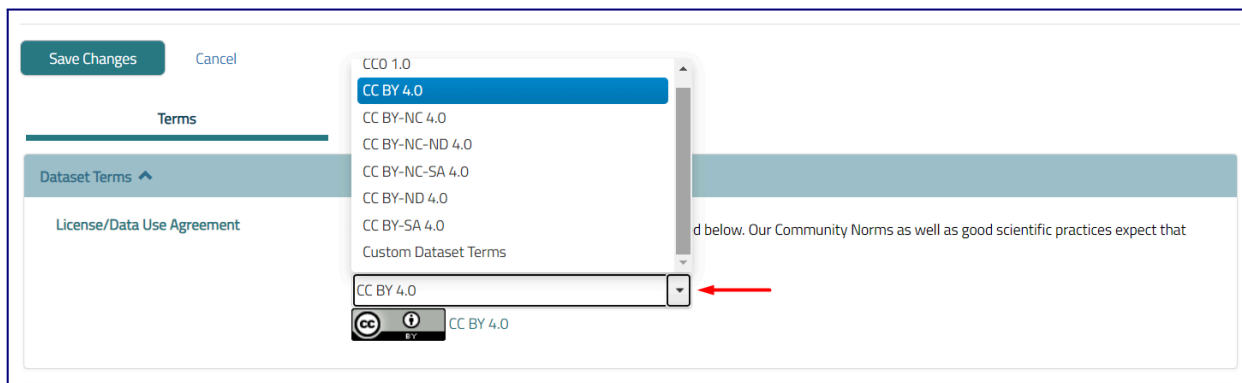 Save Changes Cancel
CC0 1.0
CC BY 4.0
Terms
CC BY-NC 4.0
CC BY-NC-ND 4.0
Dataset Terms
CC BY-NC-SA 4.0
CC BY-ND 4.0
License/Data Use Agreement
CC BY-SA 4.0
d below. Our Community Norms as well as good scientific practices expect that
Custom Dataset Terms
CC BY 4.0
cc BY CC BY 4.0